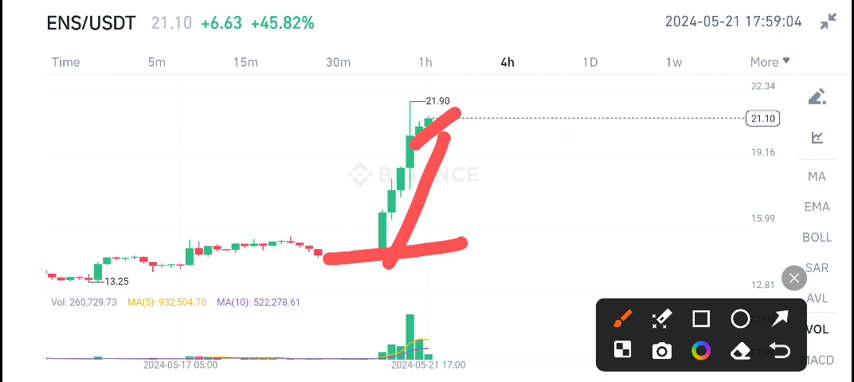 ENS/USDT 21.10 +6.63 +45.82% 2024-05-21 17:59:04
Time 5m 15m 30m 1h 4h 1D 1w More
22.34
21.90
21.10
19.16
MA
EMA
15.99
BOLL
SAR
13.25
12.81
AVL
Vol: 260,729.73 MA(5): 932,504.70 MA(10): 522,278.61
VOL
MACD
2024-05-17 05:00 2024-05-21 17:00